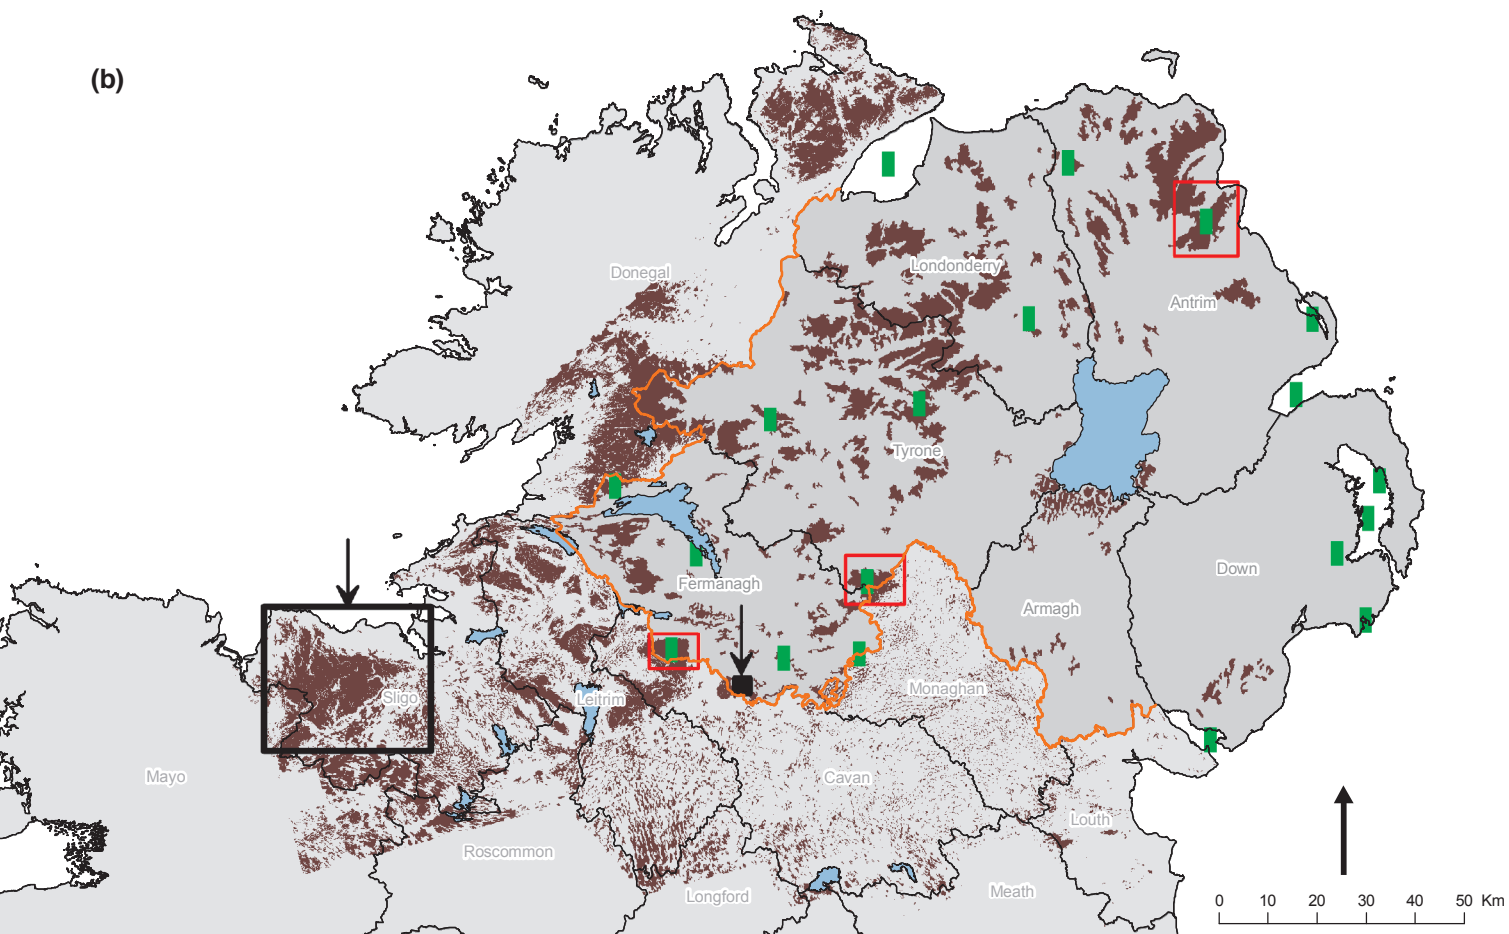 (b)
Donegal
Londonderry
Antrim
Tyrone
Fermanagh
Down
Armagh
Monaghan
Sligo
Leitrim
Mayo
Cavan
Louth
Roscommon
Longford
Meath
0 10 20 30 40 50 Km